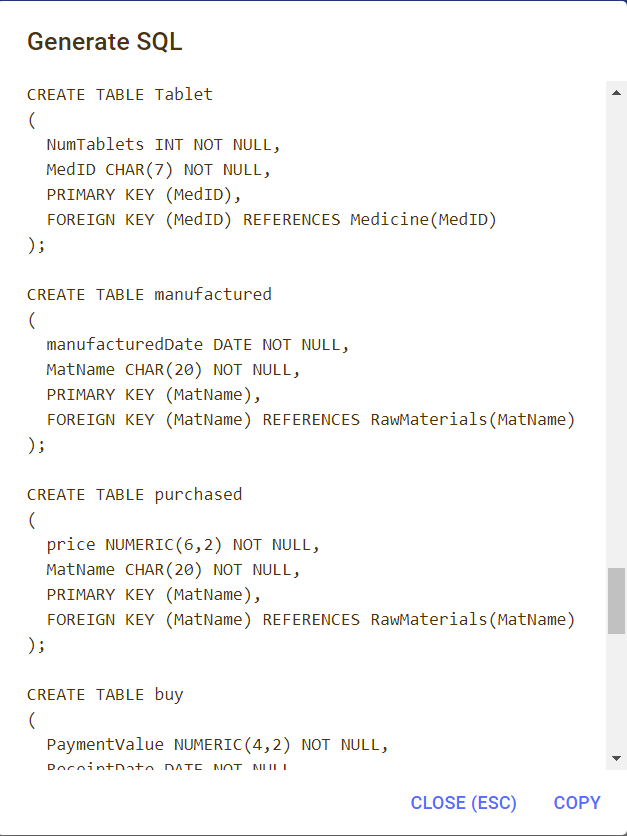 Generate SQL
CREATE TABLE Tablet
(
  NumTablets INT NOT NULL,
  MedID CHAR(7) NOT NULL,
  PRIMARY KEY (MedID),
  FOREIGN KEY (MedID) REFERENCES Medicine(MedID)
);
CREATE TABLE manufactured
(
  manufacturedDate DATE NOT NULL,
  MatName CHAR(20) NOT NULL,
  PRIMARY KEY (MatName),
  FOREIGN KEY (MatName) REFERENCES RawMaterials(MatName)
);
CREATE TABLE purchased
(
  price NUMERIC(6,2) NOT NULL,
  MatName CHAR(20) NOT NULL,
  PRIMARY KEY (MatName),
  FOREIGN KEY (MatName) REFERENCES RawMaterials(MatName)
);
CREATE TABLE buy
(
  PaymentValue NUMERIC(4,2) NOT NULL,
  ReceiptDate DATE NOT NULL
CLOSE (ESC) COPY